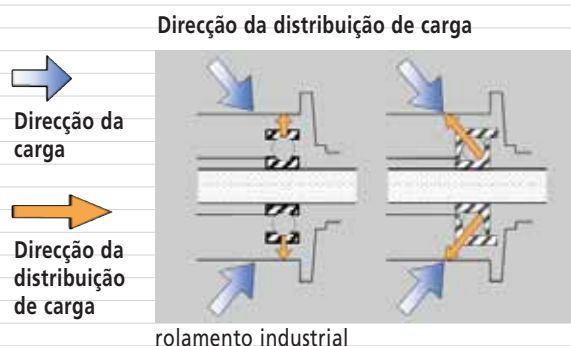 Direcção da distribuição de carga
Direcção da
carga
Direcção da
distribuição
de carga
rolamento industrial